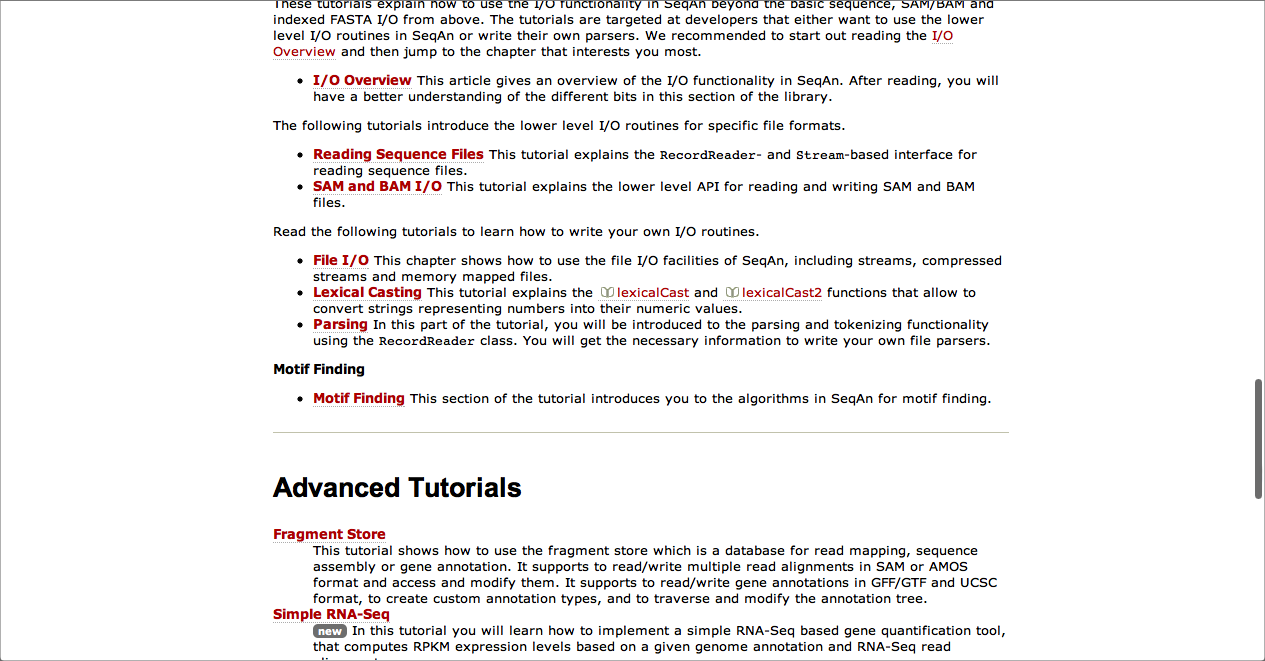 These tutorials explain how to use the I/O functionality in SeqAn beyond the basic sequence, SAM/BAM and
indexed FASTA I/O from above. The tutorials are targeted at developers that either want to use the lower
level I/O routines in SeqAn or write their own parsers. We recommended to start out reading the I/O
Overview and then jump to the chapter that interests you most.
• I/O Overview This article gives an overview of the I/O functionality in SeqAn. After reading, you will
have a better understanding of the different bits in this section of the library.
The following tutorials introduce the lower level I/O routines for specific file formats.
• Reading Sequence Files This tutorial explains the RecordReader- and Stream-based interface for
reading sequence files.
• SAM and BAM I/O This tutorial explains the lower level API for reading and writing SAM and BAM
files.
Read the following tutorials to learn how to write your own I/O routines.
• File I/O This chapter shows how to use the file I/O facilities of SeqAn, including streams, compressed
streams and memory mapped files.
• Lexical Casting This tutorial explains the lexicalCast and lexicalCast2 functions that allow to
convert strings representing numbers into their numeric values.
• Parsing In this part of the tutorial, you will be introduced to the parsing and tokenizing functionality
using the RecordReader class. You will get the necessary information to write your own file parsers.
Motif Finding
• Motif Finding This section of the tutorial introduces you to the algorithms in SeqAn for motif finding.
Advanced Tutorials
Fragment Store
This tutorial shows how to use the fragment store which is a database for read mapping, sequence
assembly or gene annotation. It supports to read/write multiple read alignments in SAM or AMOS
format and access and modify them. It supports to read/write gene annotations in GFF/GTF and UCSC
format, to create custom annotation types, and to traverse and modify the annotation tree.
Simple RNA-Seq
new In this tutorial you will learn how to implement a simple RNA-Seq based gene quantification tool,
that computes RPKM expression levels based on a given genome annotation and RNA-Seq read